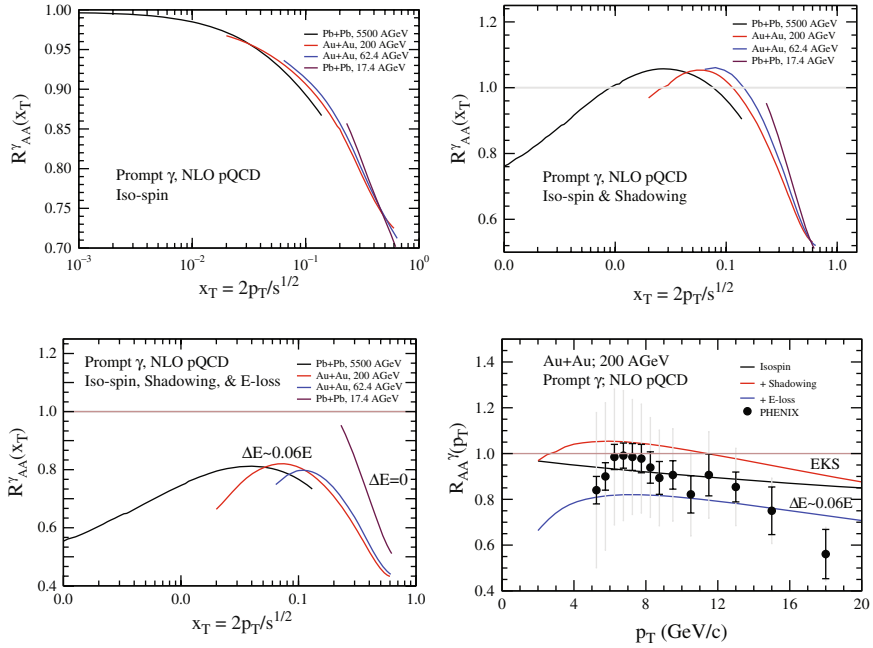 Pb+Pb, 5500 AGeV
Au+Au, 200 AGeV
Au+Au, 62.4 AGeV
Pb+Pb, 17.4 AGeV
Prompt γ, NLO pQCD
Iso-spin
R^γ_AA(x_T)
1.00
0.95
0.90
0.85
0.80
0.75
0.70
10^−3 10^−2 10^−1 10^0
x_T = 2p_T/s^1/2
Pb+Pb, 5500 AGeV
Au+Au, 200 AGeV
Au+Au, 62.4 AGeV
Pb+Pb, 17.4 AGeV
Prompt γ, NLO pQCD
Iso-spin & Shadowing
R^γ_AA(x_T)
1.2
1.0
0.8
0.6
0.0 0.0 0.1 1.0
x_T = 2p_T/s^1/2
Prompt γ, NLO pQCD
Iso-spin, Shadowing, & E-loss
Pb+Pb, 5500 AGeV
Au+Au, 200 AGeV
Au+Au, 62.4 AGeV
Pb+Pb, 17.4 AGeV
ΔE~0.06E
ΔE=0
R^γ_AA(x_T)
1.2
1.0
0.8
0.6
0.4
0.0 0.0 0.1 1.0
x_T = 2p_T/s^1/2
Au+Au; 200 AGeV
Prompt γ; NLO pQCD
Isospin
+ Shadowing
+ E-loss
PHENIX
EKS
ΔE~0.06E
R_AA^γ(p_T)
1.4
1.2
1.0
0.8
0.6
0.4
0 4 8 12 16 20
p_T (GeV/c)